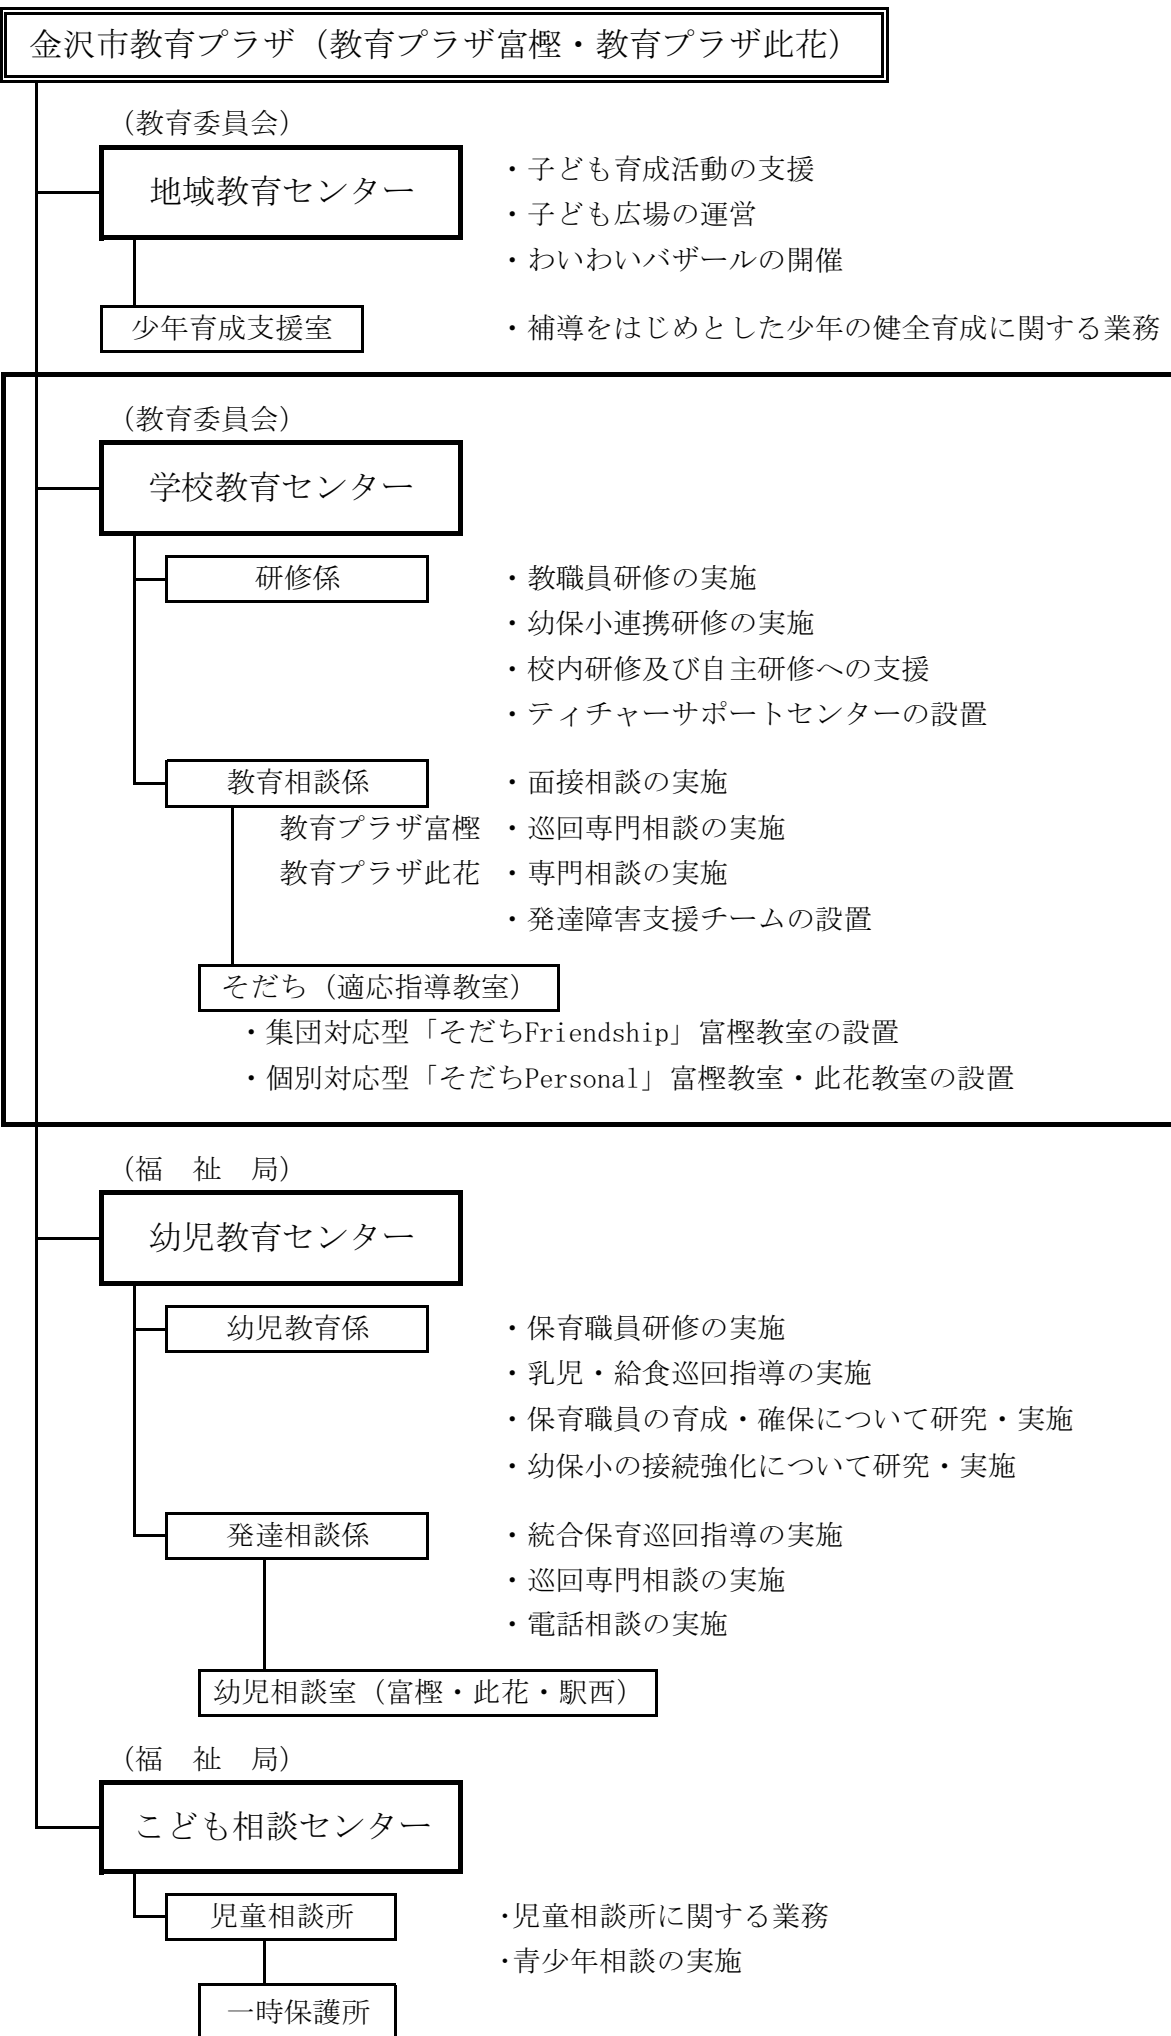 金沢市教育プラザ（教育プラザ富樫・教育プラザ此花）
（教育委員会）
地域教育センター
・子ども育成活動の支援
・子ども広場の運営
・わいわいバザールの開催
少年育成支援室
・補導をはじめとした少年の健全育成に関する業務
（教育委員会）
学校教育センター
研修係
・教職員研修の実施
・幼保小連携研修の実施
・校内研修及び自主研修への支援
・ティチャーサポートセンターの設置
教育相談係
・面接相談の実施
教育プラザ富樫 ・巡回専門相談の実施
教育プラザ此花 ・専門相談の実施
・発達障害支援チームの設置
そだち（適応指導教室）
・集団対応型「そだちFriendship」富樫教室の設置
・個別対応型「そだちPersonal」富樫教室・此花教室の設置
（福　祉　局）
幼児教育センター
幼児教育係
・保育職員研修の実施
・乳児・給食巡回指導の実施
・保育職員の育成・確保について研究・実施
・幼保小の接続強化について研究・実施
発達相談係
・統合保育巡回指導の実施
・巡回専門相談の実施
・電話相談の実施
幼児相談室（富樫・此花・駅西）
（福　祉　局）
こども相談センター
児童相談所
・児童相談所に関する業務
・青少年相談の実施
一時保護所